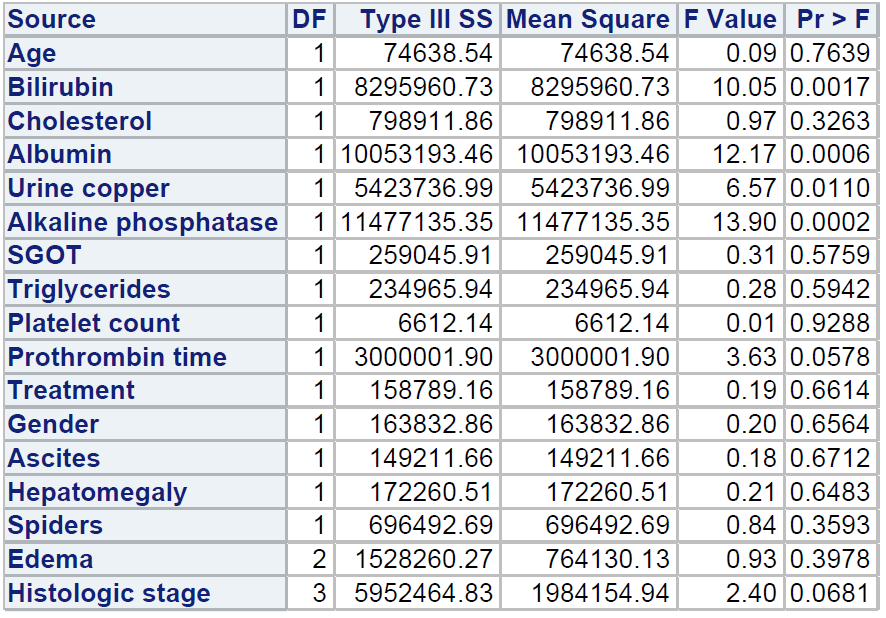 Source DF Type III SS Mean Square F Value Pr > F
Age 1 74638.54 74638.54 0.09 0.7639
Bilirubin 1 8295960.73 8295960.73 10.05 0.0017
Cholesterol 1 798911.86 798911.86 0.97 0.3263
Albumin 1 10053193.46 10053193.46 12.17 0.0006
Urine copper 1 5423736.99 5423736.99 6.57 0.0110
Alkaline phosphatase 1 11477135.35 11477135.35 13.90 0.0002
SGOT 1 259045.91 259045.91 0.31 0.5759
Triglycerides 1 234965.94 234965.94 0.28 0.5942
Platelet count 1 6612.14 6612.14 0.01 0.9288
Prothrombin time 1 3000001.90 3000001.90 3.63 0.0578
Treatment 1 158789.16 158789.16 0.19 0.6614
Gender 1 163832.86 163832.86 0.20 0.6564
Ascites 1 149211.66 149211.66 0.18 0.6712
Hepatomegaly 1 172260.51 172260.51 0.21 0.6483
Spiders 1 696492.69 696492.69 0.84 0.3593
Edema 2 1528260.27 764130.13 0.93 0.3978
Histologic stage 3 5952464.83 1984154.94 2.40 0.0681